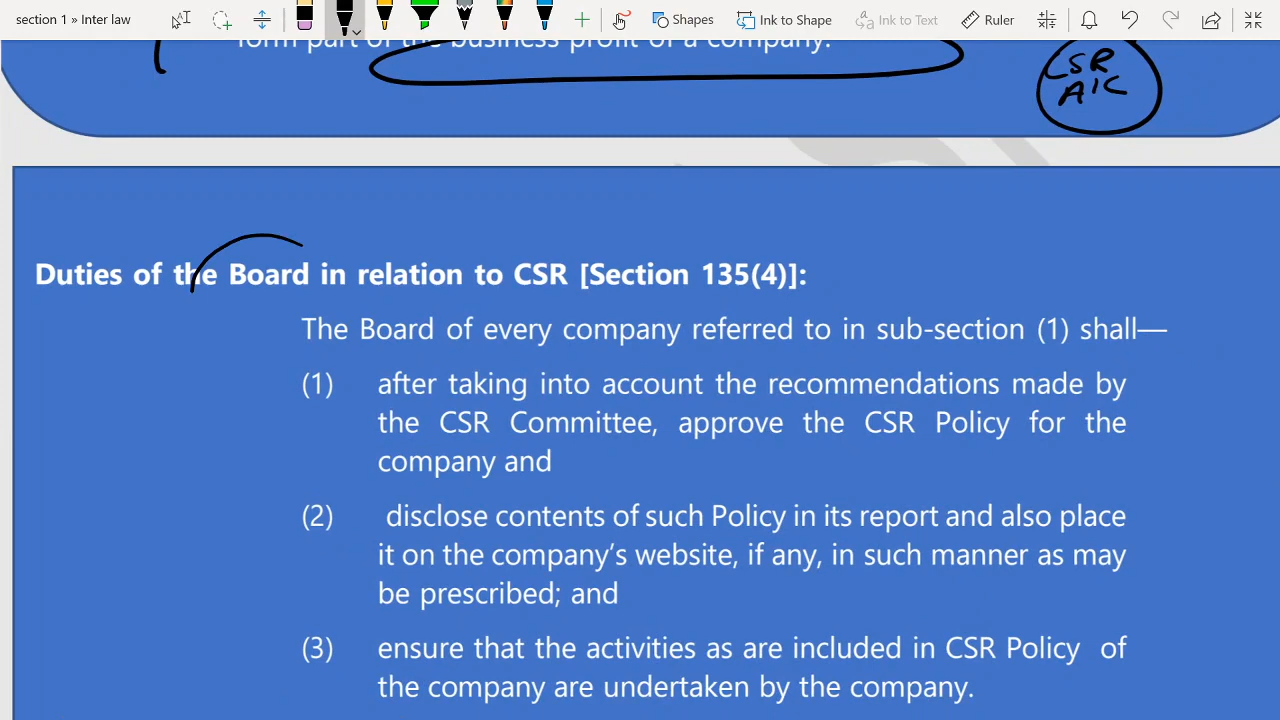 section 1 » Inter law
Shapes
Ink to Shape
Ink to Text
Ruler
form part of the business profit of a company.
CSR
A'C
Duties of the Board in relation to CSR [Section 135(4)]:
The Board of every company referred to in sub-section (1) shall—
(1) after taking into account the recommendations made by
the CSR Committee, approve the CSR Policy for the
company and
(2) disclose contents of such Policy in its report and also place
it on the company's website, if any, in such manner as may
be prescribed; and
(3) ensure that the activities as are included in CSR Policy of
the company are undertaken by the company.